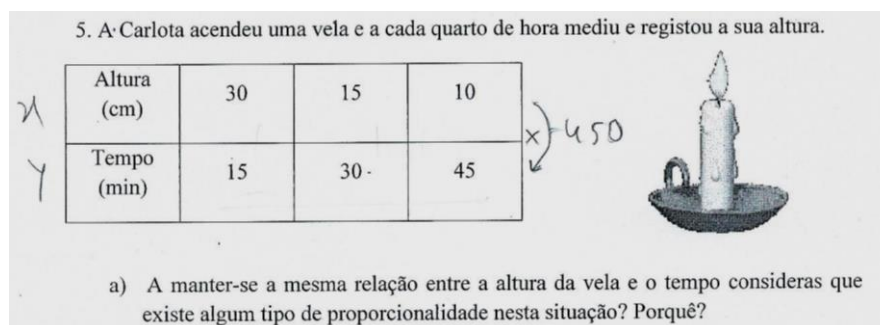 5. A Carlota acendeu uma vela e a cada quarto de hora mediu e registou a sua altura.
Altura (cm) 30 15 10
x
Tempo (min) 15 30 45
y
x 450
a) A manter-se a mesma relação entre a altura da vela e o tempo consideras que
existe algum tipo de proporcionalidade nesta situação? Porquê?